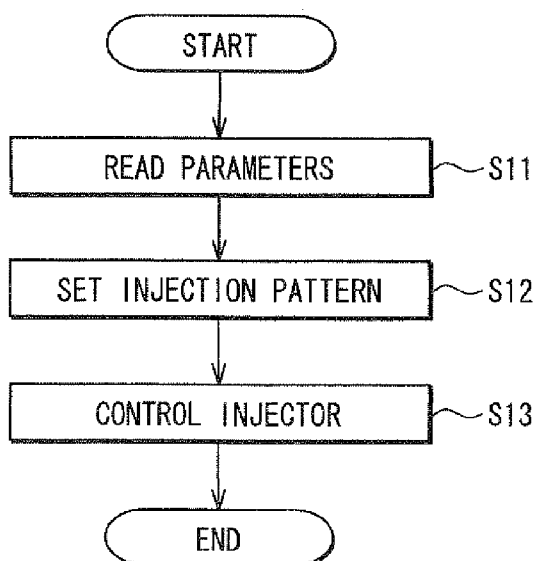 START
READ PARAMETERS S11
SET INJECTION PATTERN S12
CONTROL INJECTOR S13
END